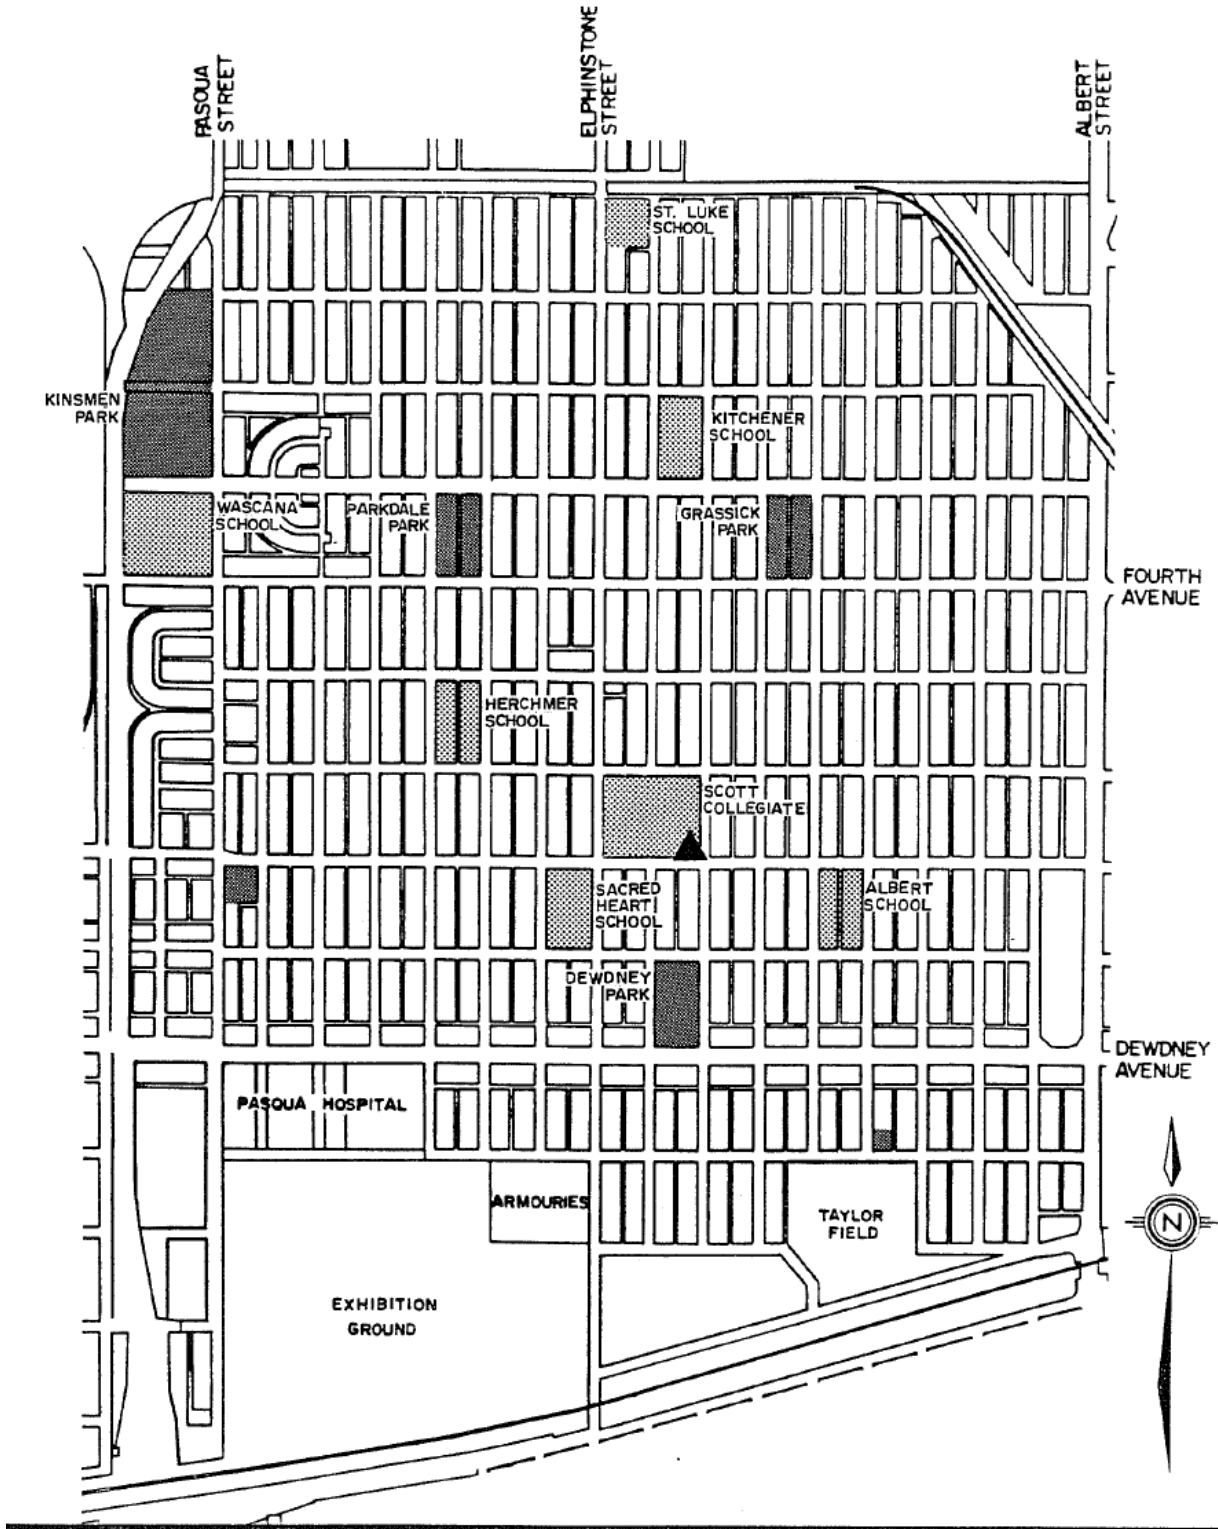 PASQUA
STREET
ELPHINSTONE
STREET
ALBERT
STREET
ST. LUKE
SCHOOL
KINSMEN
PARK
KITCHENER
SCHOOL
WASCANA
SCHOOL
PARKDALE
PARK
GRASSICK
PARK
FOURTH
AVENUE
HERCHMER
SCHOOL
SCOTT
COLLEGIATE
SACRED
HEART
SCHOOL
ALBERT
SCHOOL
DEWDNEY
PARK
DEWDNEY
AVENUE
PASQUA HOSPITAL
ARMOURIES
TAYLOR
FIELD
N
EXHIBITION
GROUND